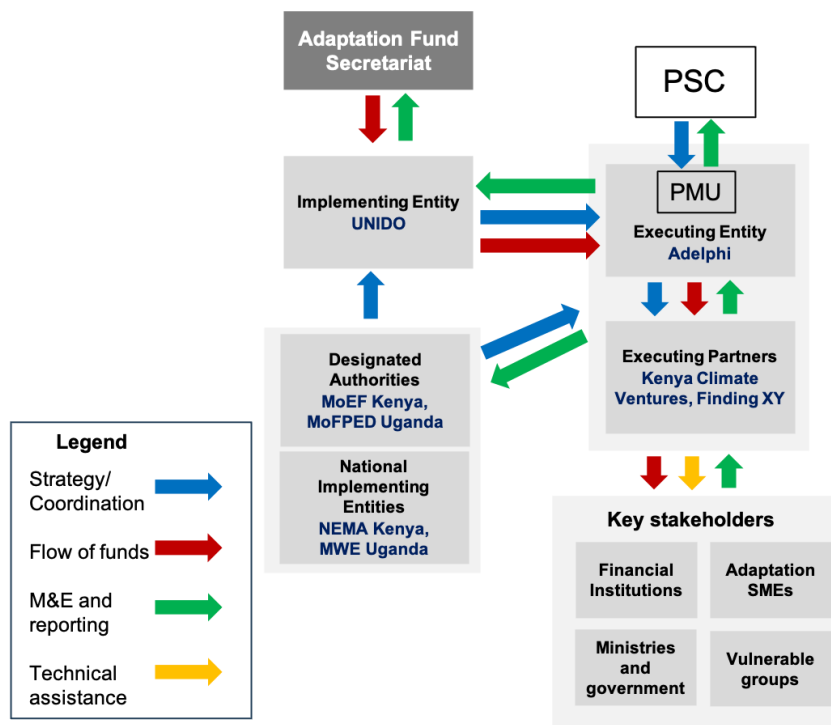 Adaptation Fund
Secretariat
PSC
Implementing Entity
UNIDO
PMU
Executing Entity
Adelphi
Designated
Authorities
MoEF Kenya,
MoFPED Uganda
National
Implementing
Entities
NEMA Kenya,
MWE Uganda
Executing Partners
Kenya Climate
Ventures, Finding XY
Legend
Strategy/
Coordination
Flow of funds
M&E and
reporting
Technical
assistance
Key stakeholders
Financial
Institutions
Adaptation
SMEs
Ministries
and
government
Vulnerable
groups